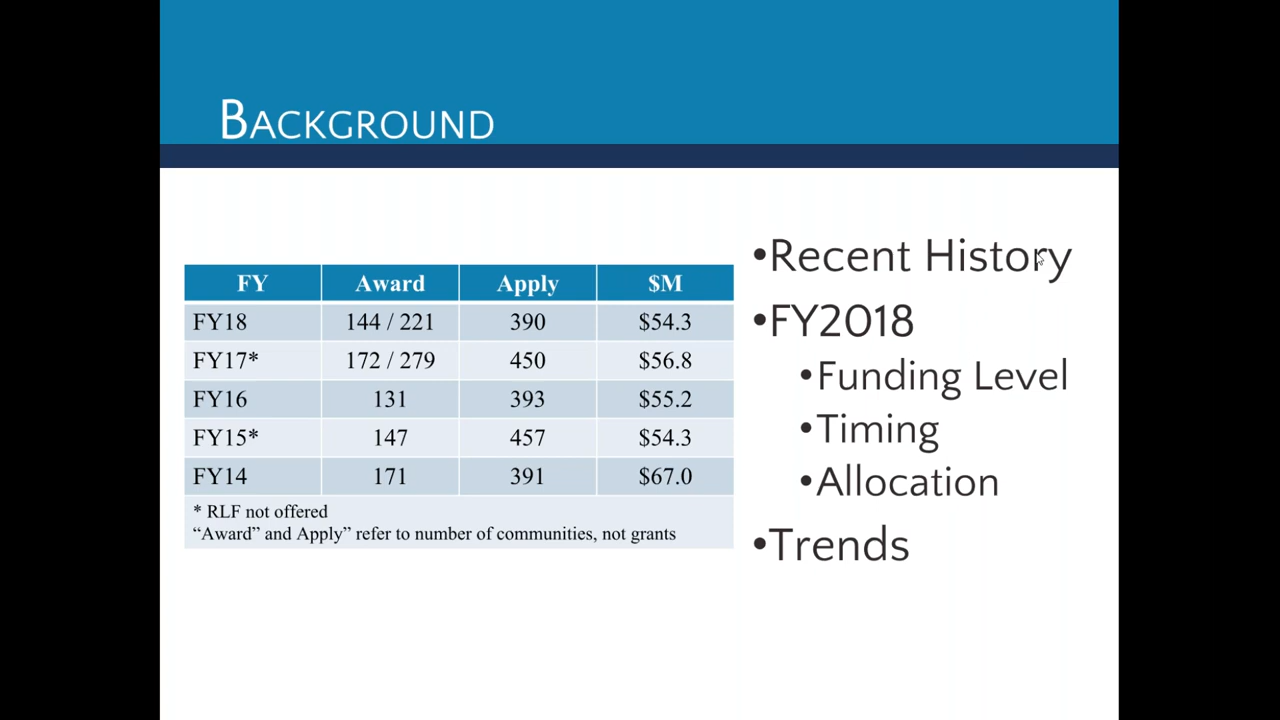 BACKGROUND
FY Award Apply $M
FY18 144 / 221 390 $54.3
FY17* 172 / 279 450 $56.8
FY16 131 393 $55.2
FY15* 147 457 $54.3
FY14 171 391 $67.0
* RLF not offered
“Award” and Apply” refer to number of communities, not grants
•Recent History
•FY2018
•Funding Level
•Timing
•Allocation
•Trends